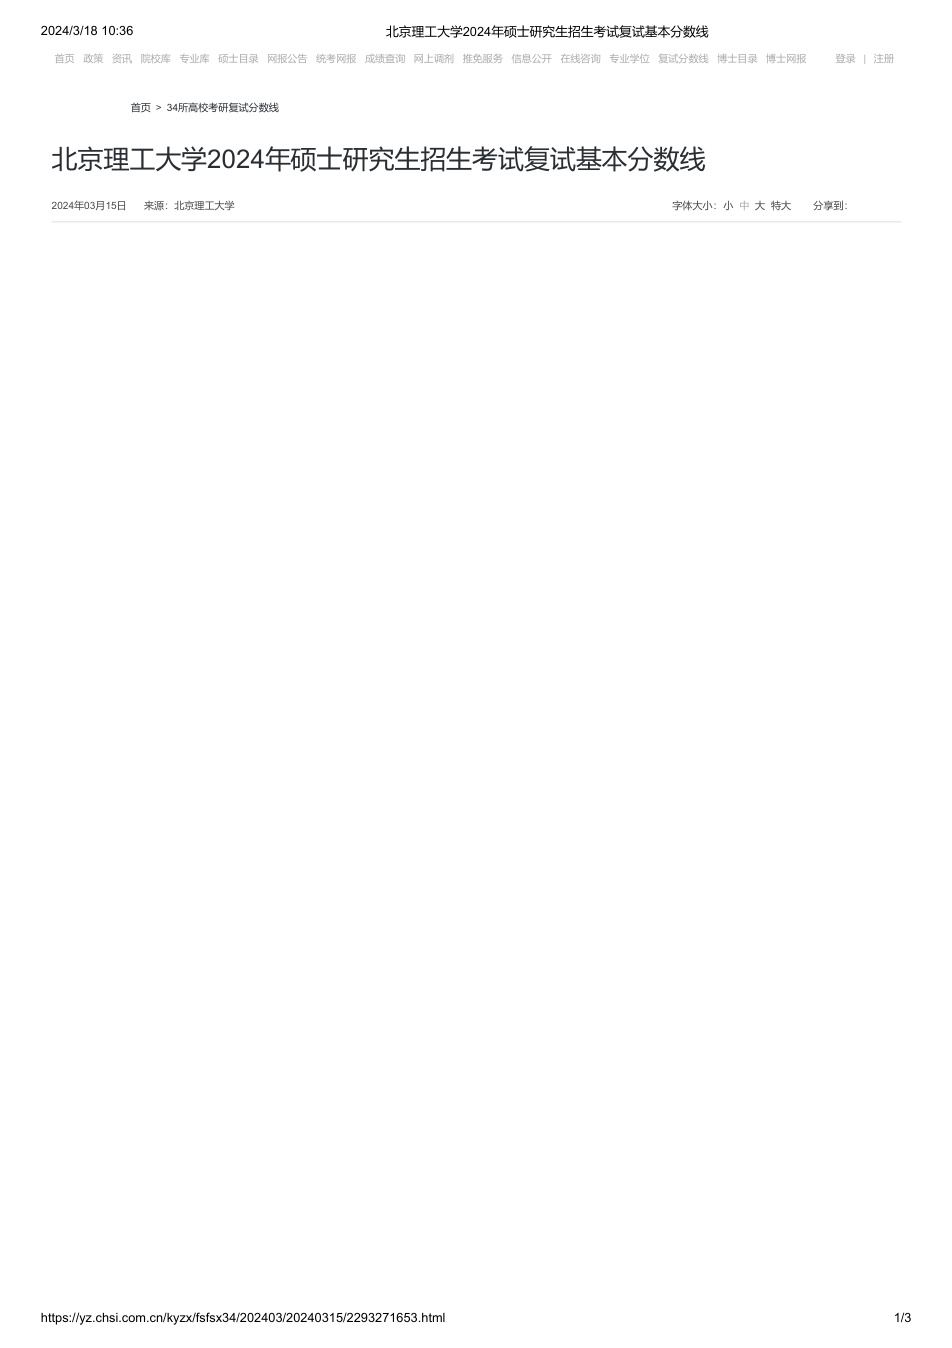 2024/3/18 10:36 北京理工大学2024年硕士研究生招生考试复试基本分数线
首页 政策 资讯 院校库 专业库 硕士目录 网报公告 统考网报 成绩查询 网上调剂 推免服务 信息公开 在线咨询 专业学位 复试分数线 博士目录 博士网报 登录 | 注册
首页 > 34所高校考研复试分数线
北京理工大学2024年硕士研究生招生考试复试基本分数线
2024年03月15日 来源：北京理工大学 字体大小：小 中 大 特大 分享到：
https://yz.chsi.com.cn/kyzx/fsfsx34/202403/20240315/2293271653.html 1/3